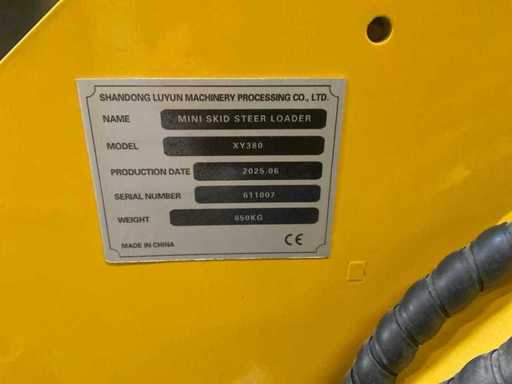 SHANDONG LUYUN MACHINERY PROCESSING CO., LTD.
NAME MINI SKID STEER LOADER
MODEL XY380
PRODUCTION DATE 2025.06
SERIAL NUMBER 611007
WEIGHT 850KG
MADE IN CHINA CE